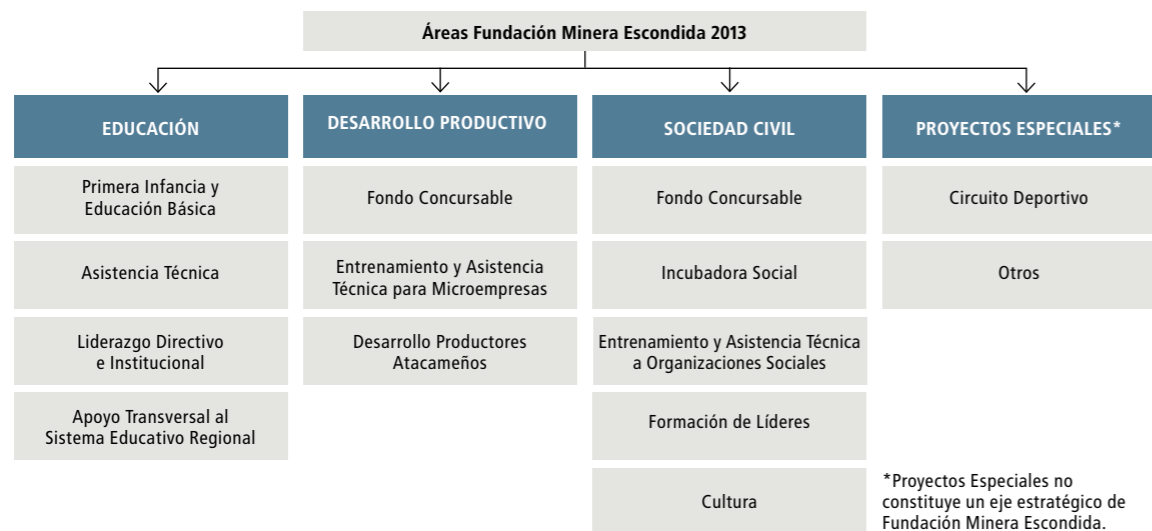 Áreas Fundación Minera Escondida 2013
EDUCACIÓN
Primera Infancia y
Educación Básica
Asistencia Técnica
Liderazgo Directivo
e Institucional
Apoyo Transversal al
Sistema Educativo Regional
DESARROLLO PRODUCTIVO
Fondo Concursable
Entrenamiento y Asistencia
Técnica para Microempresas
Desarrollo Productores
Atacameños
SOCIEDAD CIVIL
Fondo Concursable
Incubadora Social
Entrenamiento y Asistencia Técnica
a Organizaciones Sociales
Formación de Líderes
Cultura
PROYECTOS ESPECIALES*
Circuito Deportivo
Otros
*Proyectos Especiales no
constituye un eje estratégico de
Fundación Minera Escondida.